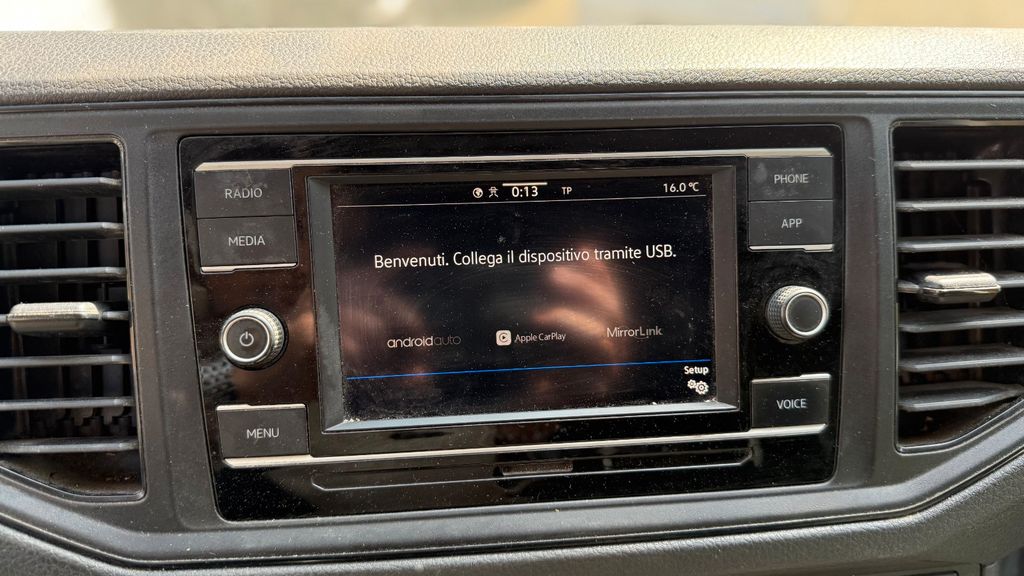 RADIO
MEDIA
MENU
0:13 TP 16.0 °C
Benvenuti. Collega il dispositivo tramite USB.
androidauto Apple CarPlay MirrorLink
Setup
PHONE
APP
VOICE